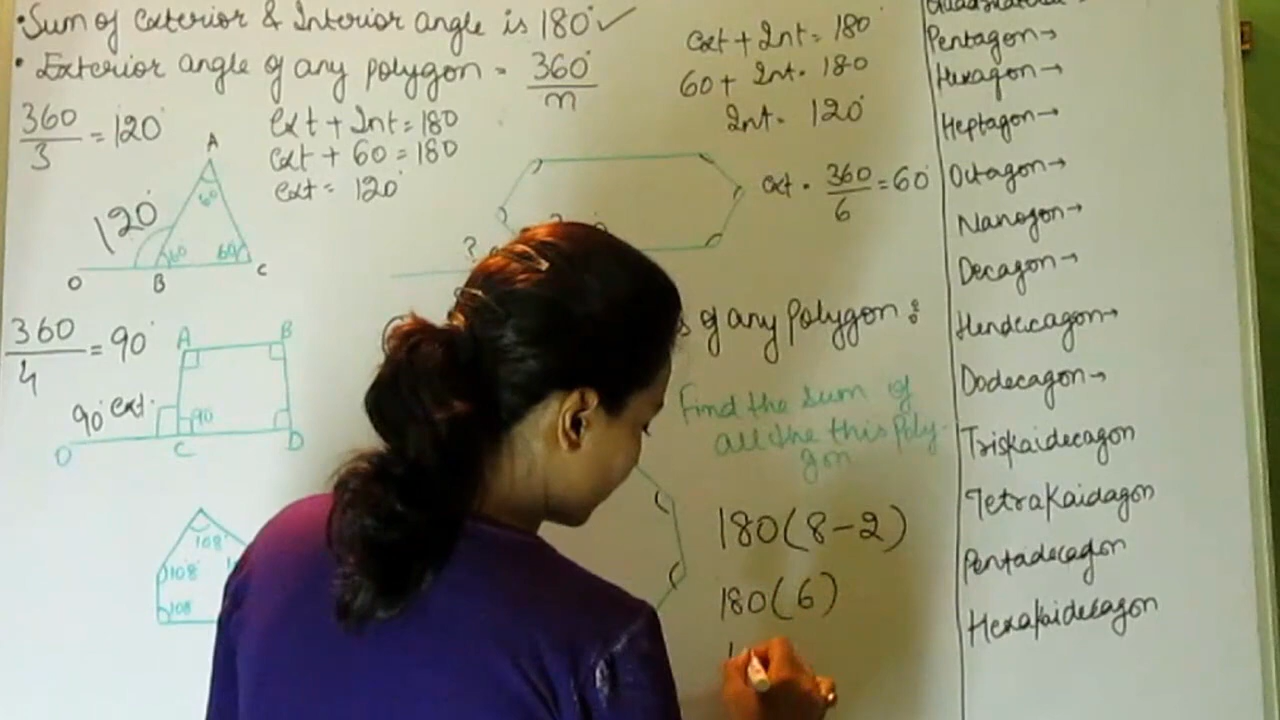 • Sum of exterior & Interior angle is 180° ✓
• Exterior angle of any polygon = 360°/n
360/3 = 120°
Ext + Int = 180
ext + 60 = 180
ext = 120°
A
60
120°
60
60
O
B
C
360/4 = 90°
A
B
90° ext.
90
O
C
D
108°
108°
108
ext + Int = 180°
60 + Int = 180
Int = 120°
ext = 360/6 = 60°
?
?
of any Polygon :
Find the sum of
all the this Poly-
gon
180(8-2)
180(6)
1
Pentagon→
Hexagon→
Heptagon→
Octagon→
Nanogon→
Decagon→
Hendecagon→
Dodecagon→
Triskaidecagon
Tetrakaidagon
Pentadecagon
Hexakaidecagon